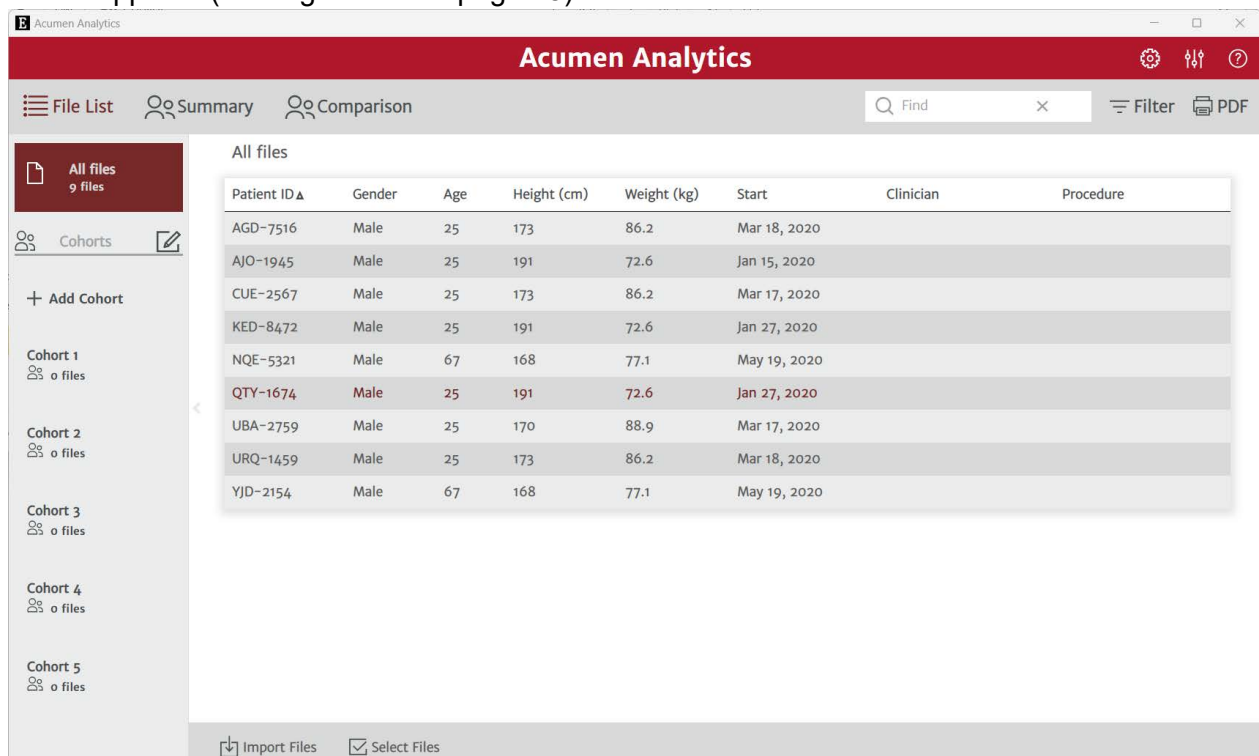 E Acumen Analytics
Acumen Analytics
File List Summary Comparison Find Filter PDF
All files
9 files
Cohorts
Add Cohort
Cohort 1
0 files
Cohort 2
0 files
Cohort 3
0 files
Cohort 4
0 files
Cohort 5
0 files
All files
Patient ID Gender Age Height (cm) Weight (kg) Start Clinician Procedure
AGD-7516 Male 25 173 86.2 Mar 18, 2020
AJO-1945 Male 25 191 72.6 Jan 15, 2020
CUE-2567 Male 25 173 86.2 Mar 17, 2020
KED-8472 Male 25 191 72.6 Jan 27, 2020
NQE-5321 Male 67 168 77.1 May 19, 2020
QTY-1674 Male 25 191 72.6 Jan 27, 2020
UBA-2759 Male 25 170 88.9 Mar 17, 2020
URQ-1459 Male 25 173 86.2 Mar 18, 2020
YJD-2154 Male 67 168 77.1 May 19, 2020
Import Files Select Files